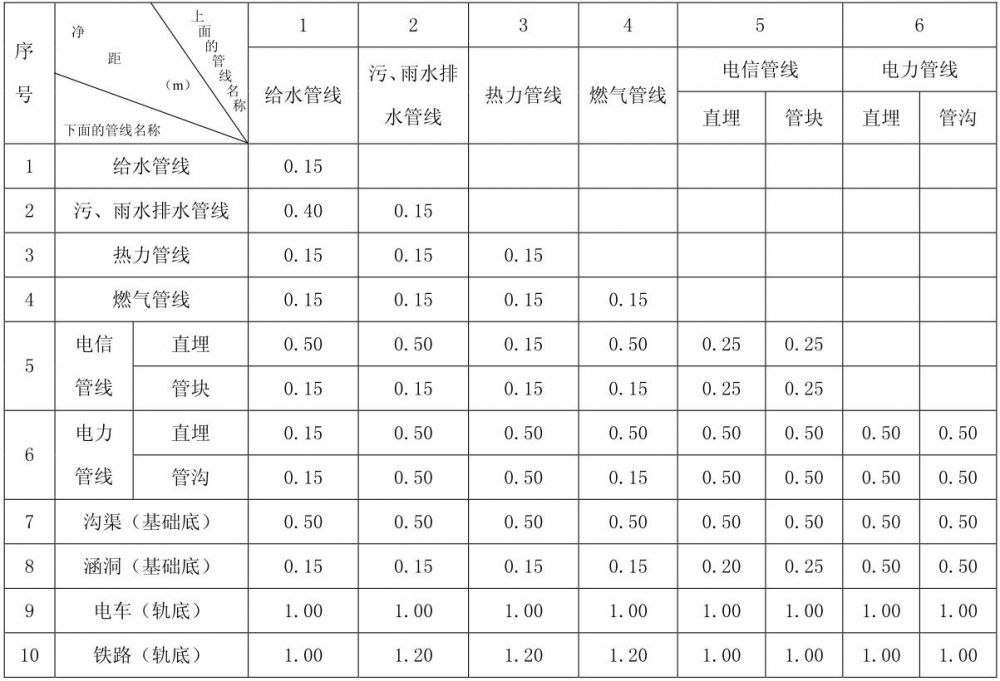 序号 净距（m） 上面的管线名称 下面的管线名称 1 2 3 4 5 6
给水管线 污、雨水排水管线 热力管线 燃气管线 电信管线 电力管线
直埋 管块 直埋 管沟
1 给水管线 0.15
2 污、雨水排水管线 0.40 0.15
3 热力管线 0.15 0.15 0.15
4 燃气管线 0.15 0.15 0.15 0.15
5 电信管线 直埋 0.50 0.50 0.15 0.50 0.25 0.25
管块 0.15 0.15 0.15 0.15 0.25 0.25
6 电力管线 直埋 0.15 0.50 0.50 0.50 0.50 0.50 0.50 0.50
管沟 0.15 0.50 0.50 0.15 0.50 0.50 0.50 0.50
7 沟渠（基础底） 0.50 0.50 0.50 0.50 0.50 0.50 0.50 0.50
8 涵洞（基础底） 0.15 0.15 0.15 0.15 0.20 0.25 0.50 0.50
9 电车（轨底） 1.00 1.00 1.00 1.00 1.00 1.00 1.00 1.00
10 铁路（轨底） 1.00 1.20 1.20 1.20 1.00 1.00 1.00 1.00